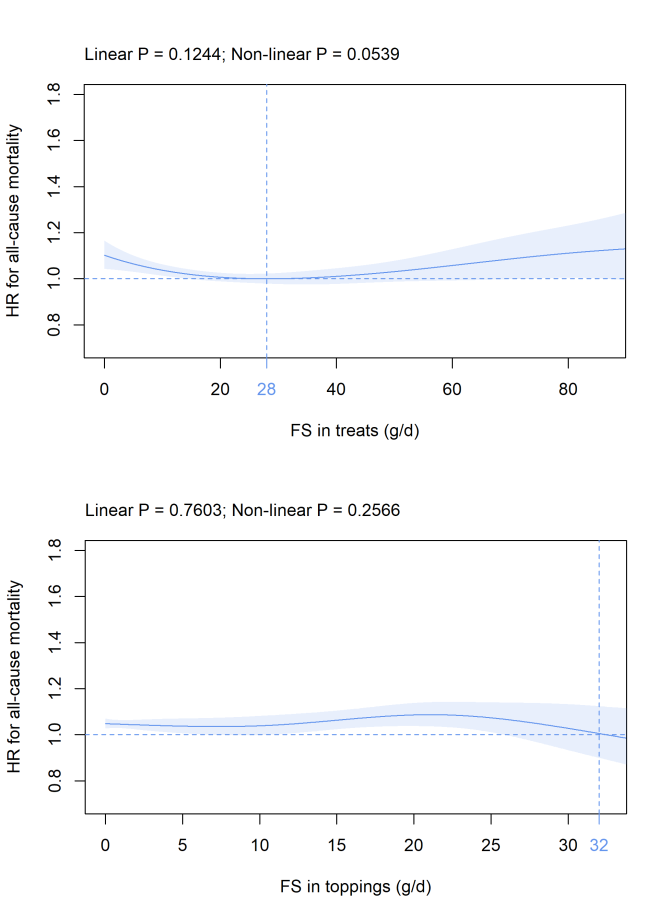 Linear P = 0.1244; Non-linear P = 0.0539
HR for all-cause mortality
1.8
1.6
1.4
1.2
1.0
0.8
0 20 28 40 60 80
FS in treats (g/d)
Linear P = 0.7603; Non-linear P = 0.2566
HR for all-cause mortality
1.8
1.6
1.4
1.2
1.0
0.8
0 5 10 15 20 25 30 32
FS in toppings (g/d)